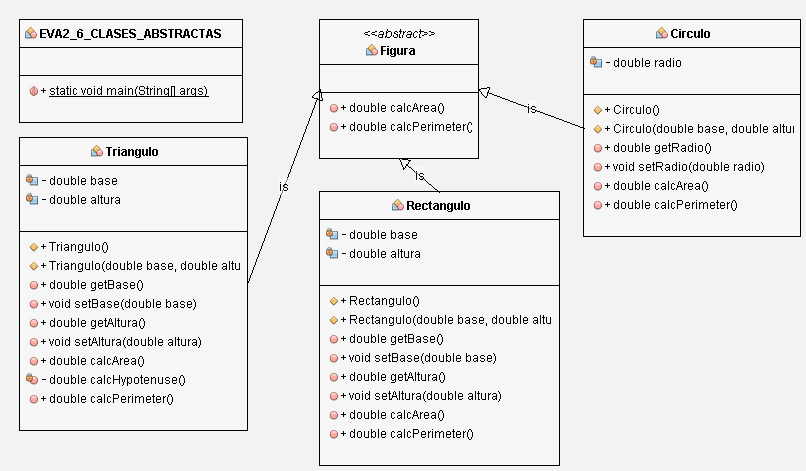 EVA2_6_CLASES_ABSTRACTAS
+ static void main(String[] args)
<<abstract>>
Figura
+ double calcArea()
+ double calcPerimeter()
Circulo
- double radio
+ Circulo()
+ Circulo(double base, double altu
+ double getRadio()
+ void setRadio(double radio)
+ double calcArea()
+ double calcPerimeter()
is
is
is
Triangulo
- double base
- double altura
+ Triangulo()
+ Triangulo(double base, double altu
+ double getBase()
+ void setBase(double base)
+ double getAltura()
+ void setAltura(double altura)
+ double calcArea()
- double calcHypotenuse()
+ double calcPerimeter()
Rectangulo
- double base
- double altura
+ Rectangulo()
+ Rectangulo(double base, double altu
+ double getBase()
+ void setBase(double base)
+ double getAltura()
+ void setAltura(double altura)
+ double calcArea()
+ double calcPerimeter()